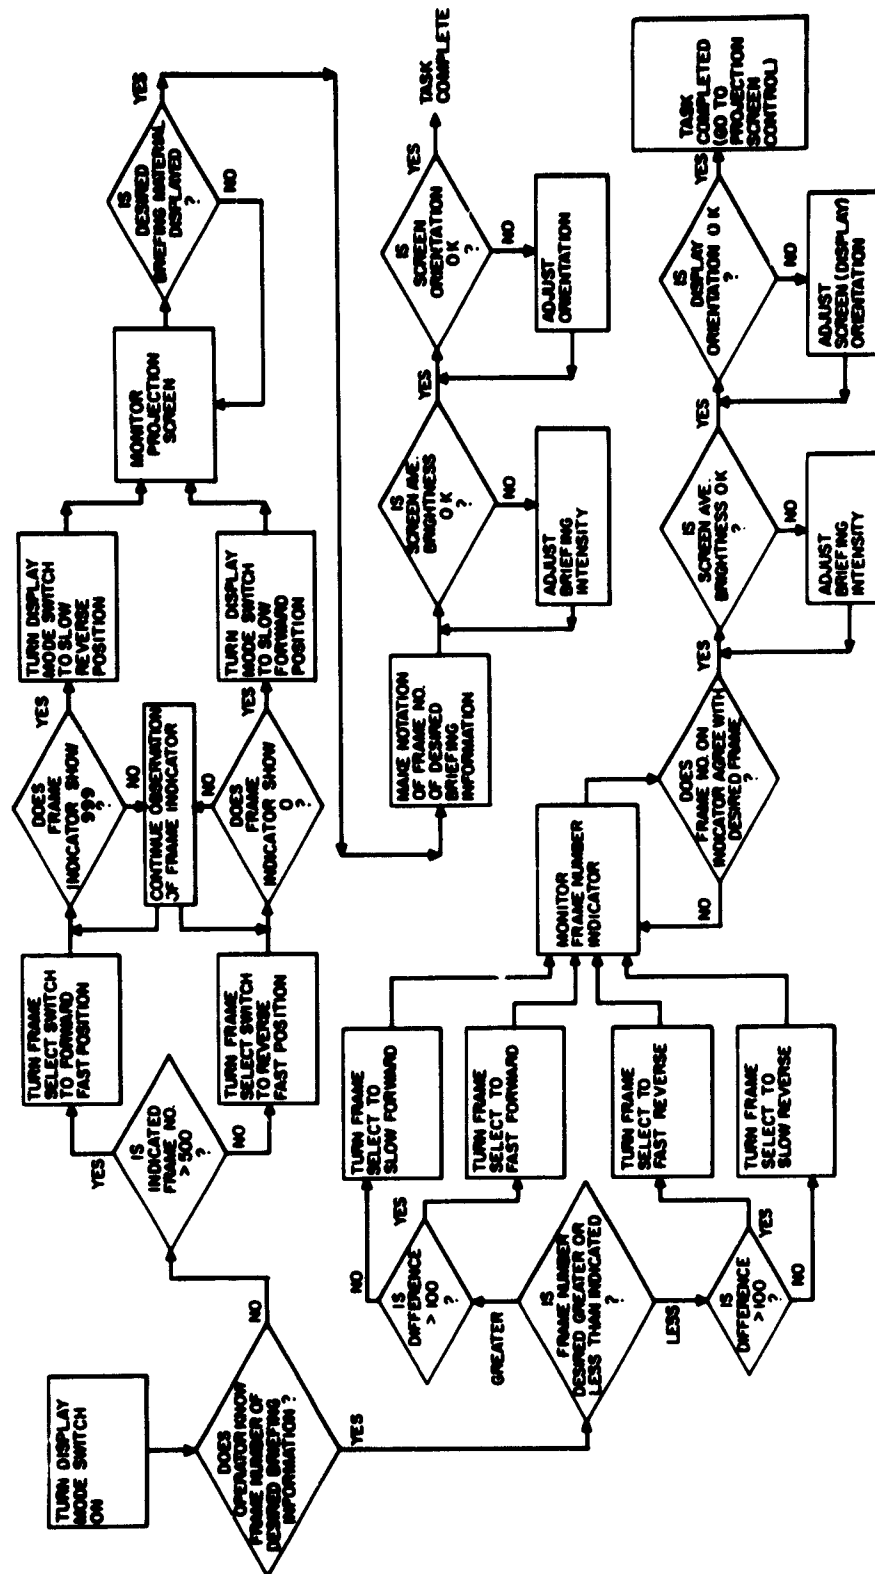 TURN DISPLAY
MODE SWITCH
ON
DOES
OPERATOR KNOW
FRAME NUMBER OF
DESIRED BRIEFING
INFORMATION ?
NO
YES
IS
INDICATED
FRAME NO.
> 500
?
YES
NO
TURN FRAME
SELECT SWITCH
TO FORWARD
FAST POSITION
TURN FRAME
SELECT SWITCH
TO REVERSE
FAST POSITION
DOES
FRAME
INDICATOR SHOW
999
?
YES
NO
CONTINUE OBSERVATION
OF FRAME INDICATOR
NO
DOES
FRAME
INDICATOR SHOW
0
?
YES
TURN DISPLAY
MODE SWITCH
TO SLOW
REVERSE
POSITION
TURN DISPLAY
MODE SWITCH
TO SLOW
FORWARD
POSITION
MONITOR
PROJECTION
SCREEN
IS
DESIRED
BRIEFING MATERIAL
DISPLAYED
?
YES
NO
MAKE NOTATION
OF FRAME NO.
OF DESIRED
BRIEFING
INFORMATION
IS
SCREEN AVE.
BRIGHTNESS
OK
?
YES
NO
ADJUST
BRIEFING
INTENSITY
IS
SCREEN
ORIENTATION
OK
?
YES
NO
ADJUST
ORIENTATION
TASK
COMPLETE
IS
FRAME NUMBER
DESIRED GREATER OR
LESS THAN INDICATED
?
GREATER
LESS
IS
DIFFERENCE
> 100
?
NO
YES
IS
DIFFERENCE
> 100
?
YES
NO
TURN FRAME
SELECT TO
SLOW FORWARD
TURN FRAME
SELECT TO
FAST FORWARD
TURN FRAME
SELECT TO
FAST REVERSE
TURN FRAME
SELECT TO
SLOW REVERSE
MONITOR
FRAME NUMBER
INDICATOR
DOES
FRAME NO. ON
INDICATOR AGREE WITH
DESIRED FRAME
?
NO
YES
IS
SCREEN AVE.
BRIGHTNESS OK
?
YES
NO
ADJUST
BRIEFING
INTENSITY
IS
DISPLAY
ORIENTATION OK
?
YES
NO
ADJUST
SCREEN (DISPLAY)
ORIENTATION
TASK
COMPLETED
(GO TO
PROJECTION
SCREEN
CONTROL)